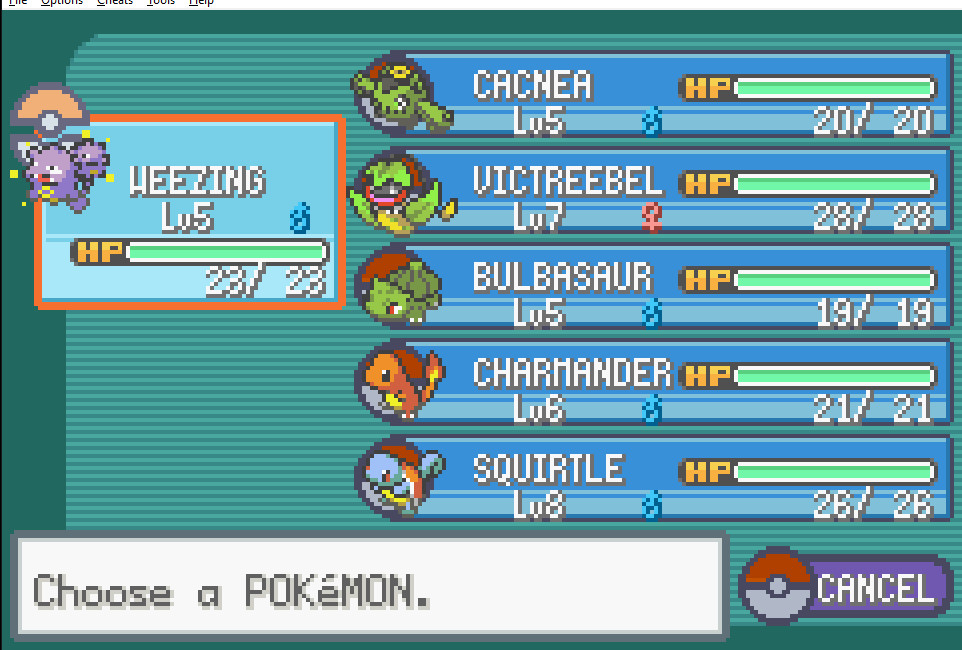 File Options Cheats Tools Help
WEEZING
Lv5 ♂
HP
23/ 23
CACNEA HP
Lv5 ♂ 20/ 20
VICTREEBEL HP
Lv7 ♀ 28/ 28
BULBASAUR HP
Lv5 ♂ 19/ 19
CHARMANDER HP
Lv6 ♂ 21/ 21
SQUIRTLE HP
Lv8 ♂ 26/ 26
Choose a POKéMON.
CANCEL